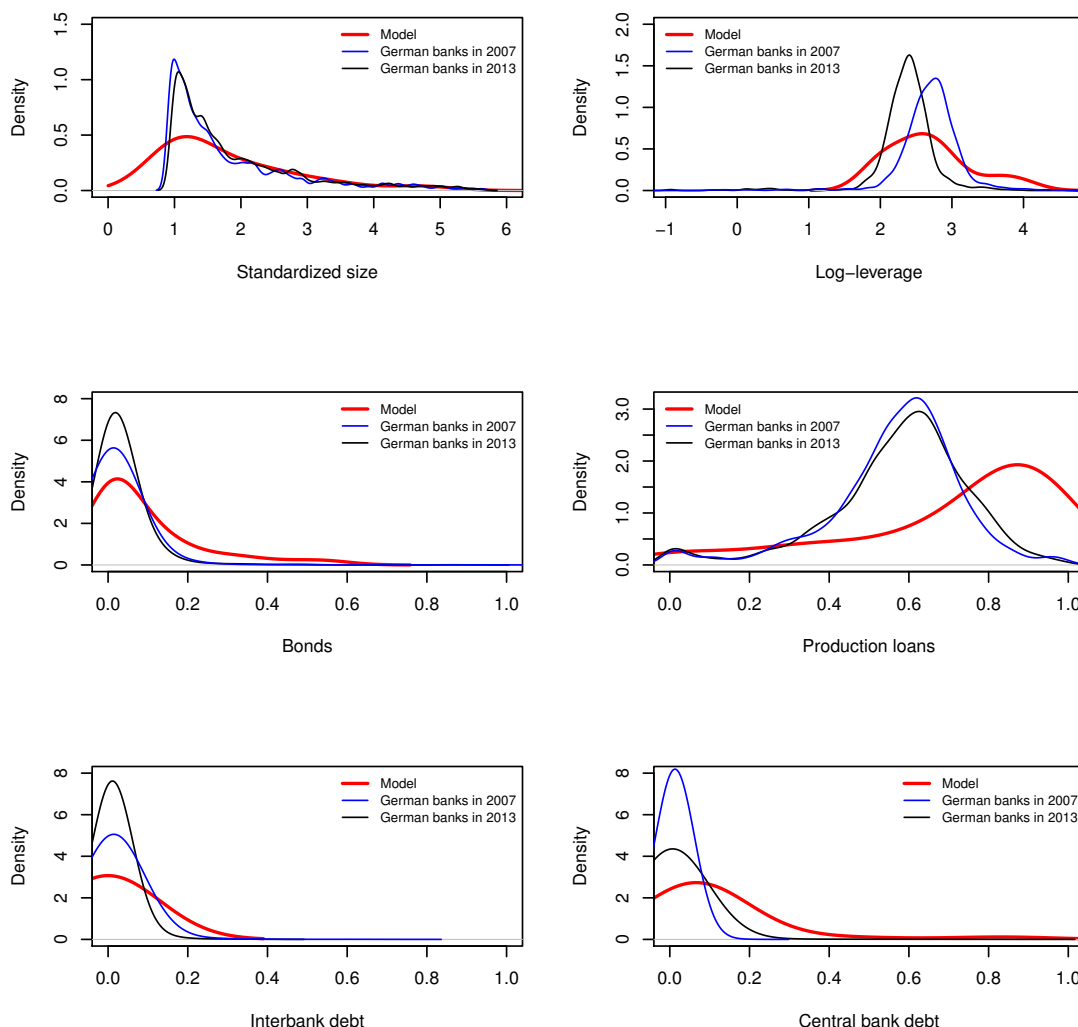 Density
1.5
1.0
0.5
0.0
Model
German banks in 2007
German banks in 2013
0 1 2 3 4 5 6
Standardized size
Density
2.0
1.5
1.0
0.5
0.0
Model
German banks in 2007
German banks in 2013
−1 0 1 2 3 4
Log−leverage
Density
8
6
4
2
0
Model
German banks in 2007
German banks in 2013
0.0 0.2 0.4 0.6 0.8 1.0
Bonds
Density
3.0
2.0
1.0
0.0
Model
German banks in 2007
German banks in 2013
0.0 0.2 0.4 0.6 0.8 1.0
Production loans
Density
8
6
4
2
0
Model
German banks in 2007
German banks in 2013
0.0 0.2 0.4 0.6 0.8 1.0
Interbank debt
Density
8
6
4
2
0
Model
German banks in 2007
German banks in 2013
0.0 0.2 0.4 0.6 0.8 1.0
Central bank debt